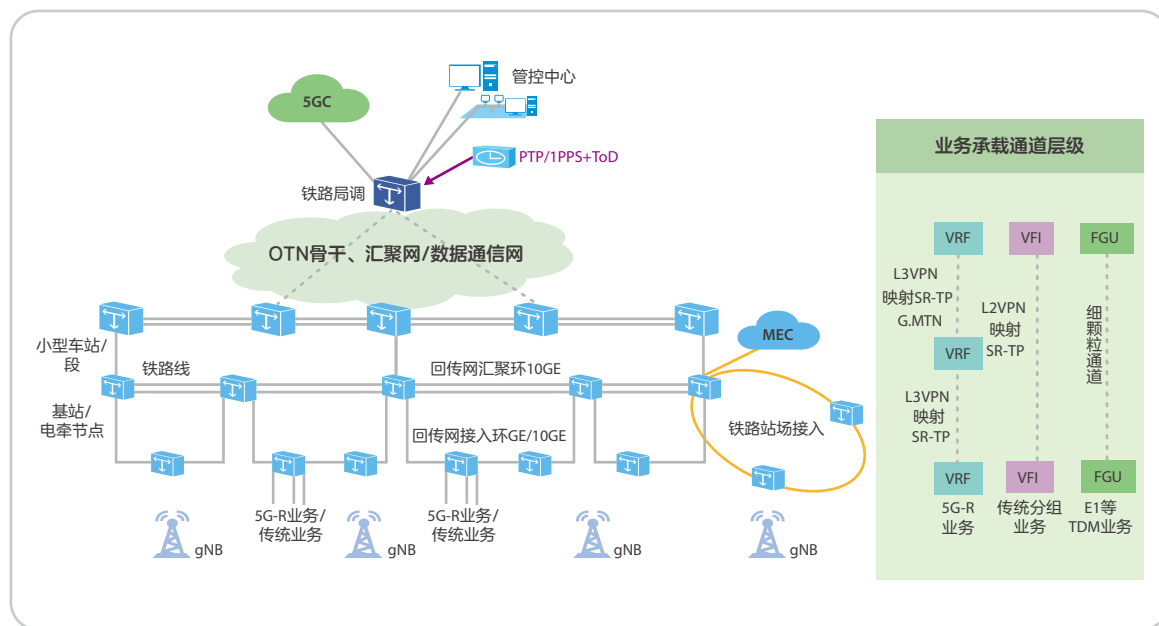 管控中心
5GC
PTP/1PPS+ToD
铁路局调
OTN骨干、汇聚网/数据通信网
小型车站/
段
铁路线
回传网汇聚环10GE
MEC
基站/
电牵节点
回传网接入环GE/10GE
铁路站场接入
5G-R业务/
传统业务
5G-R业务/
传统业务
gNB
gNB
gNB
gNB
业务承载通道层级
VRF
VFI
FGU
L3VPN
映射SR-TP
G.MTN
L2VPN
映射
SR-TP
细颗粒通道
VRF
L3VPN
映射
SR-TP
VRF
VFI
FGU
5G-R
业务
传统分组
业务
E1等
TDM业务